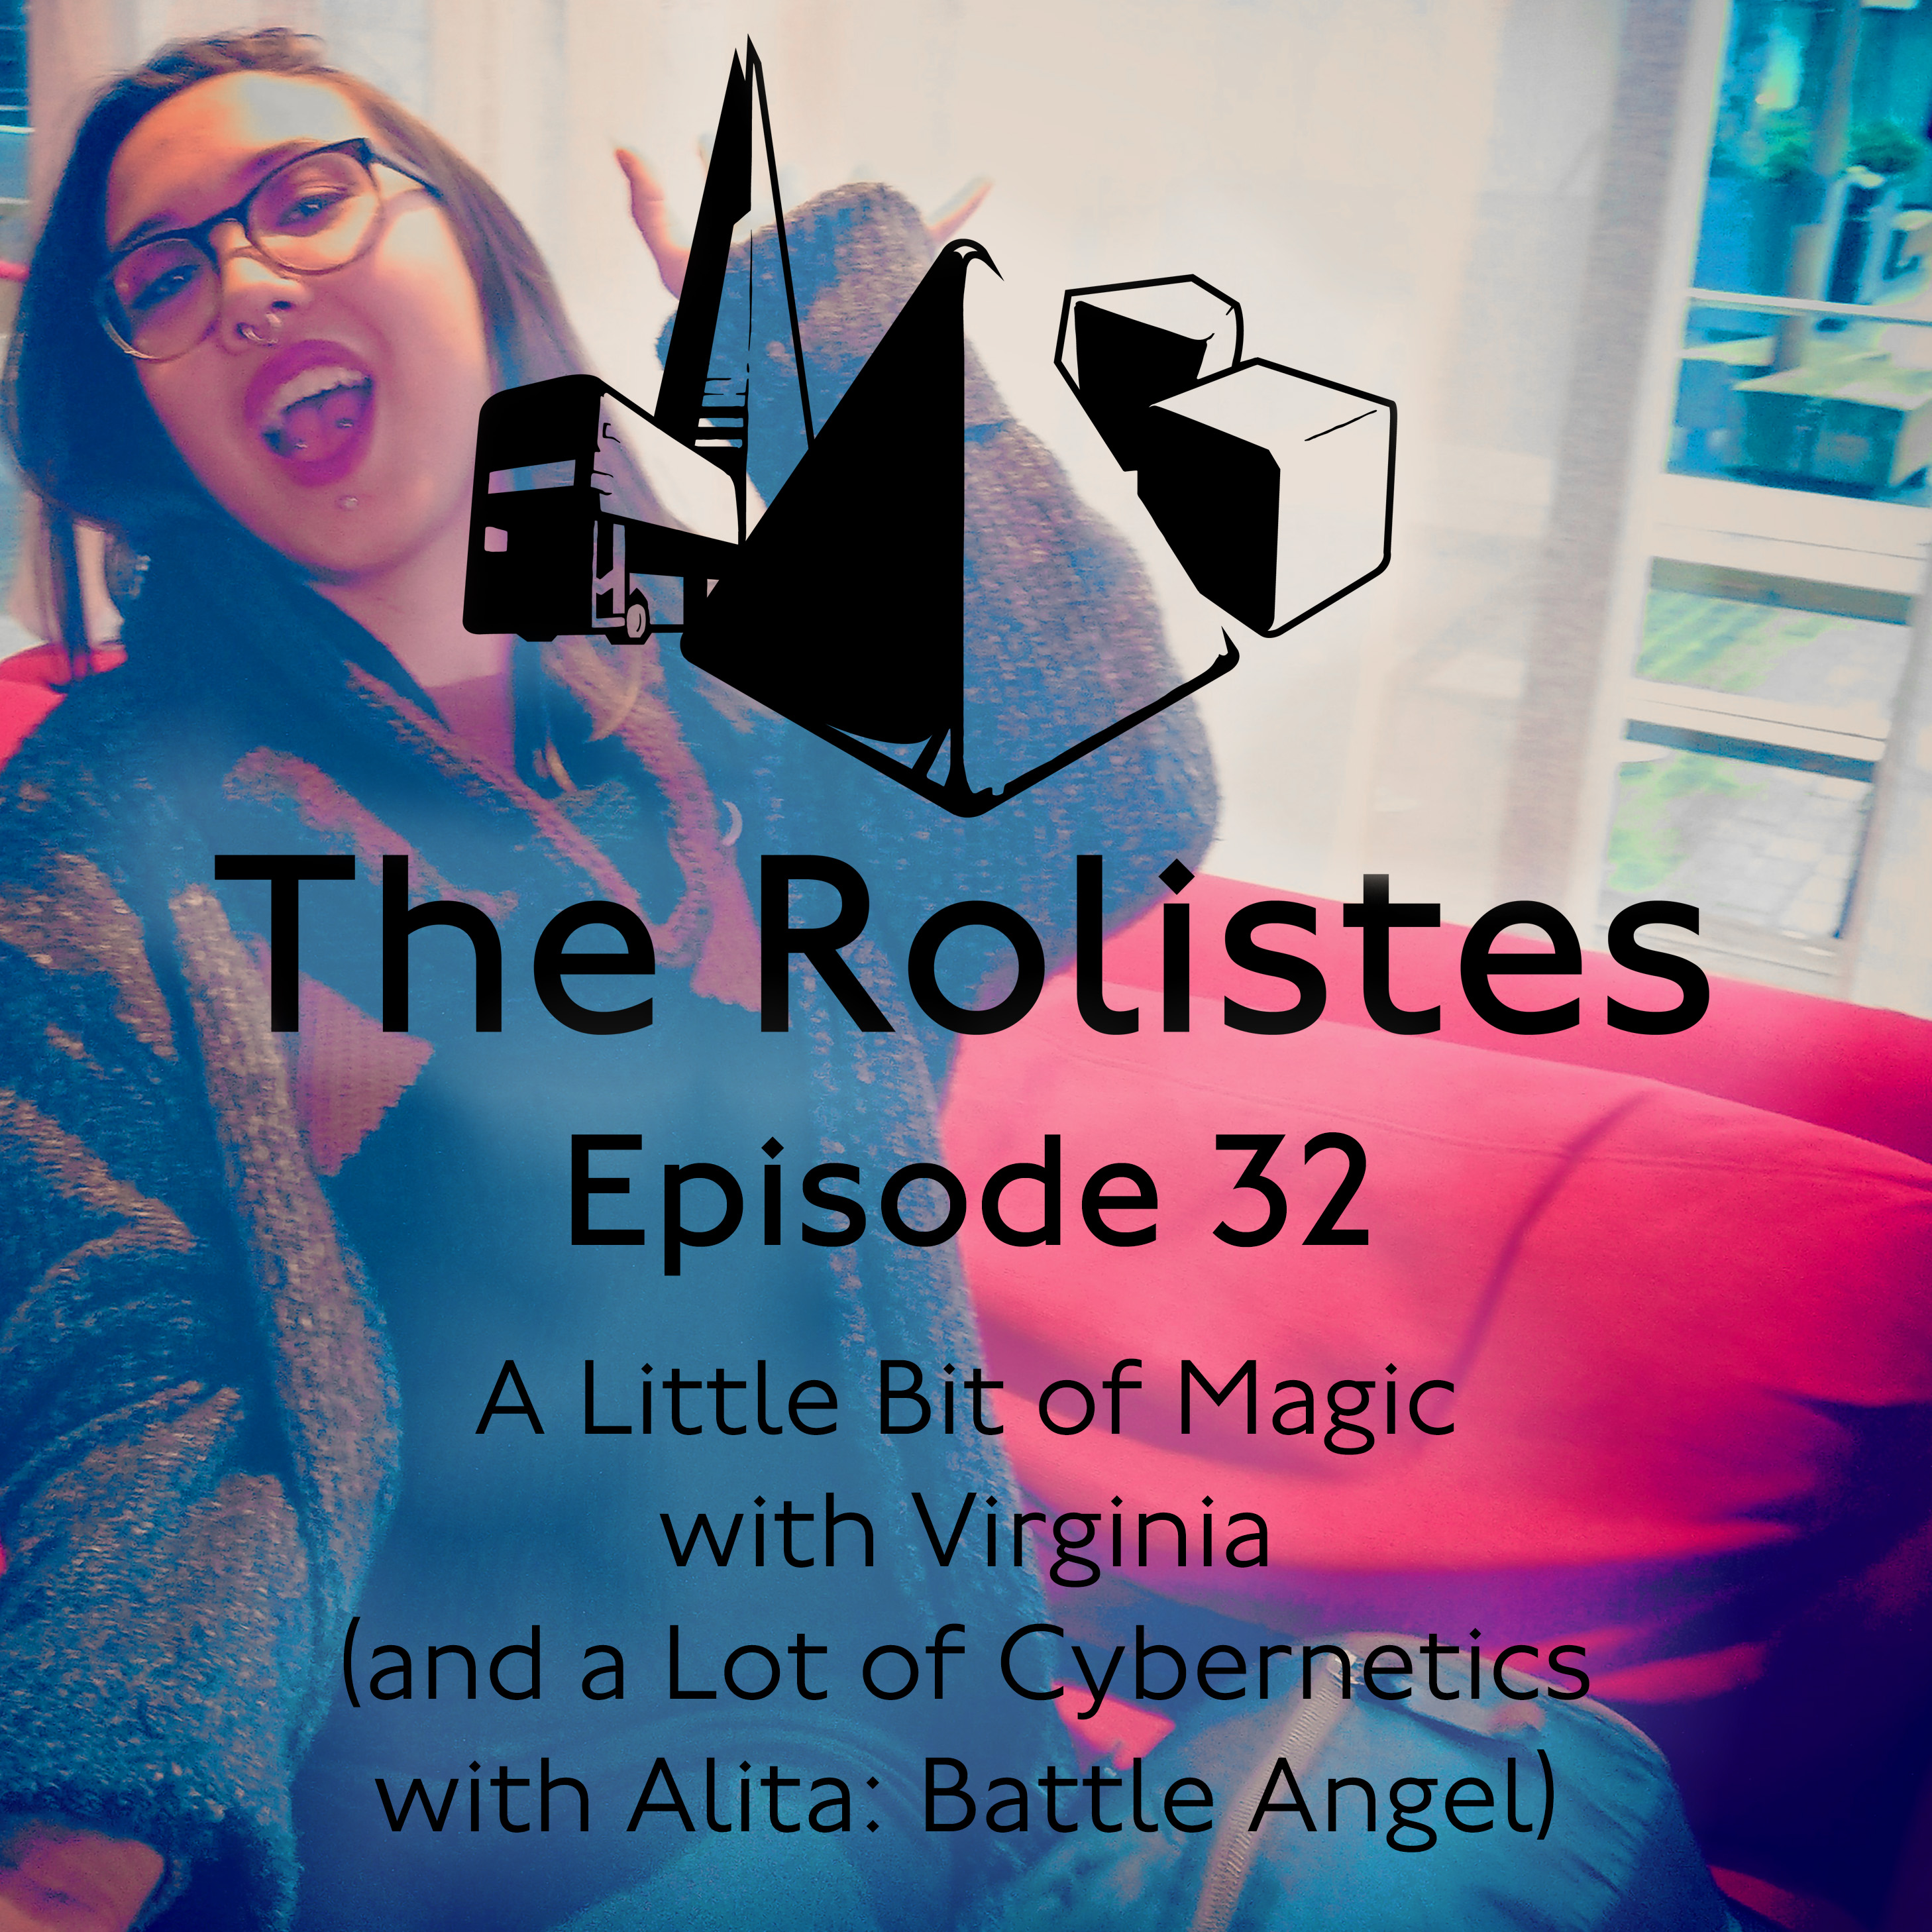 The Rolistes
Episode 32
A Little Bit of Magic
with Virginia
(and a Lot of Cybernetics
with Alita: Battle Angel)